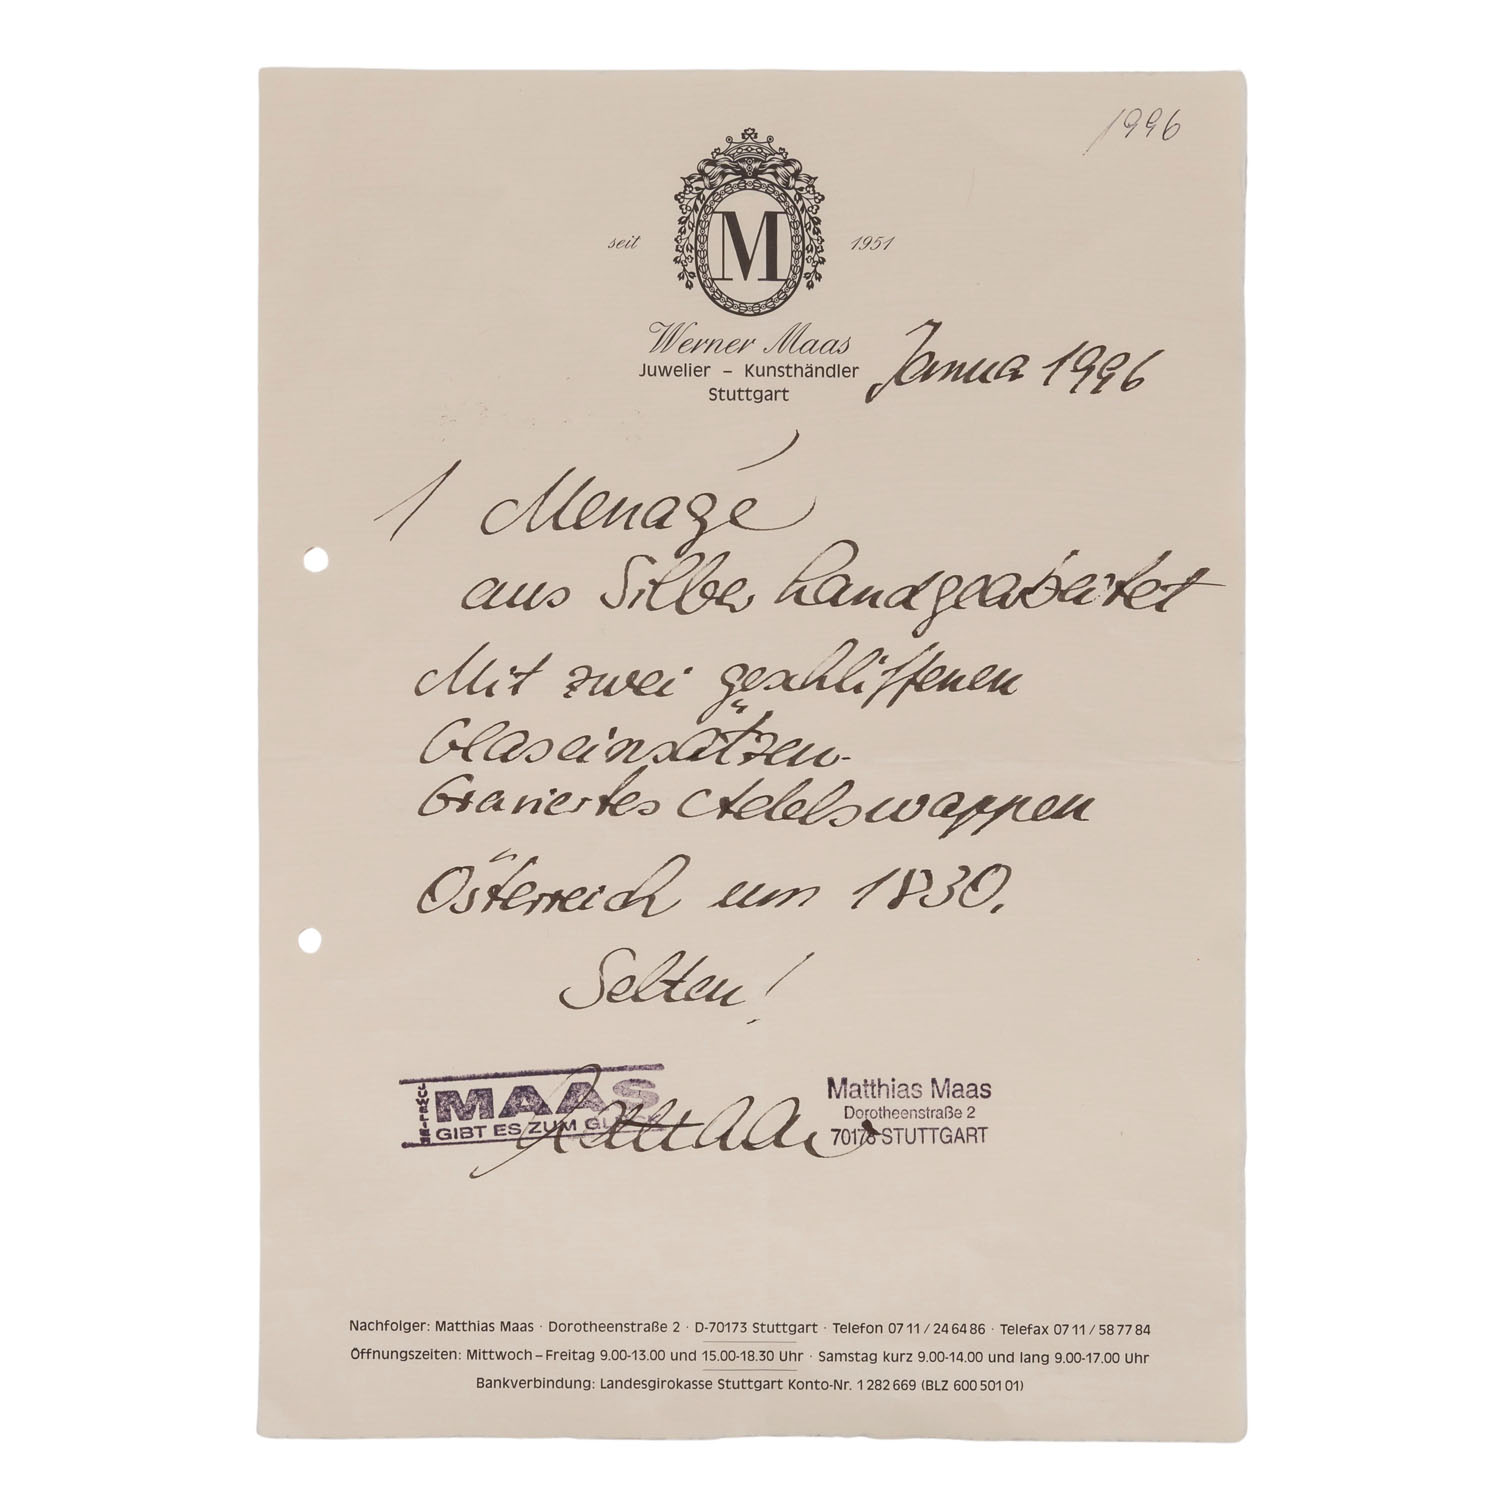 1996
M
seit 1951
Werner Maas
Juwelier – Kunsthändler
Stuttgart
Janua 1996
1 Menagé
aus Silber handgearbeitet
Mit zwei geschliffenen
Glaseinsätzen.
Graviertes Adelswappen
Österreich um 1830.
Selten!
MAAS
GIBT ES ZUM GLÜCK
Matthias Maas
Dorotheenstraße 2
70173 STUTTGART
Nachfolger: Matthias Maas · Dorotheenstraße 2 · D-70173 Stuttgart · Telefon 07 11 / 24 64 86 · Telefax 07 11 / 58 77 84
Öffnungszeiten: Mittwoch – Freitag 9.00-13.00 und 15.00-18.30 Uhr · Samstag kurz 9.00-14.00 und lang 9.00-17.00 Uhr
Bankverbindung: Landesgirokasse Stuttgart Konto-Nr. 1 282 669 (BLZ 600 501 01)